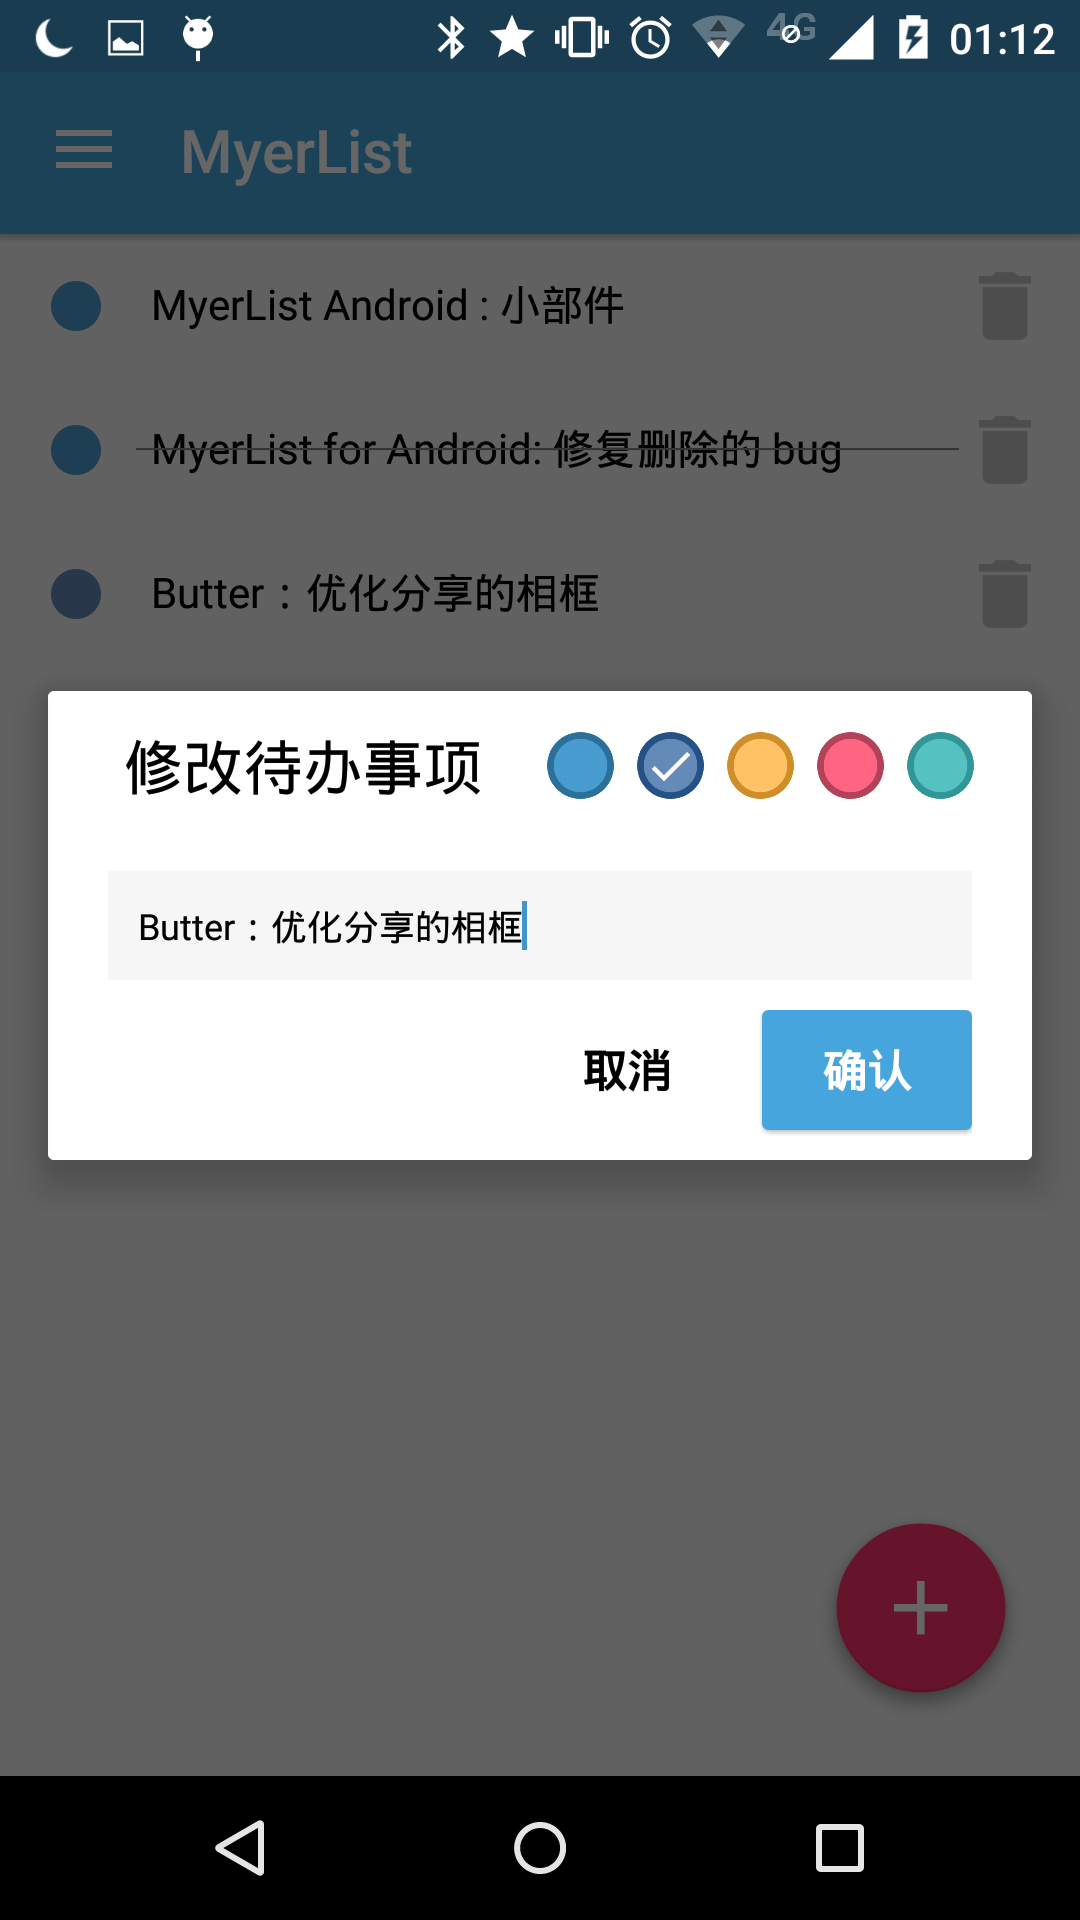 4G 01:12
MyerList
MyerList Android : 小部件
MyerList for Android: 修复删除的 bug
Butter：优化分享的相框
修改待办事项
Butter：优化分享的相框
取消 确认